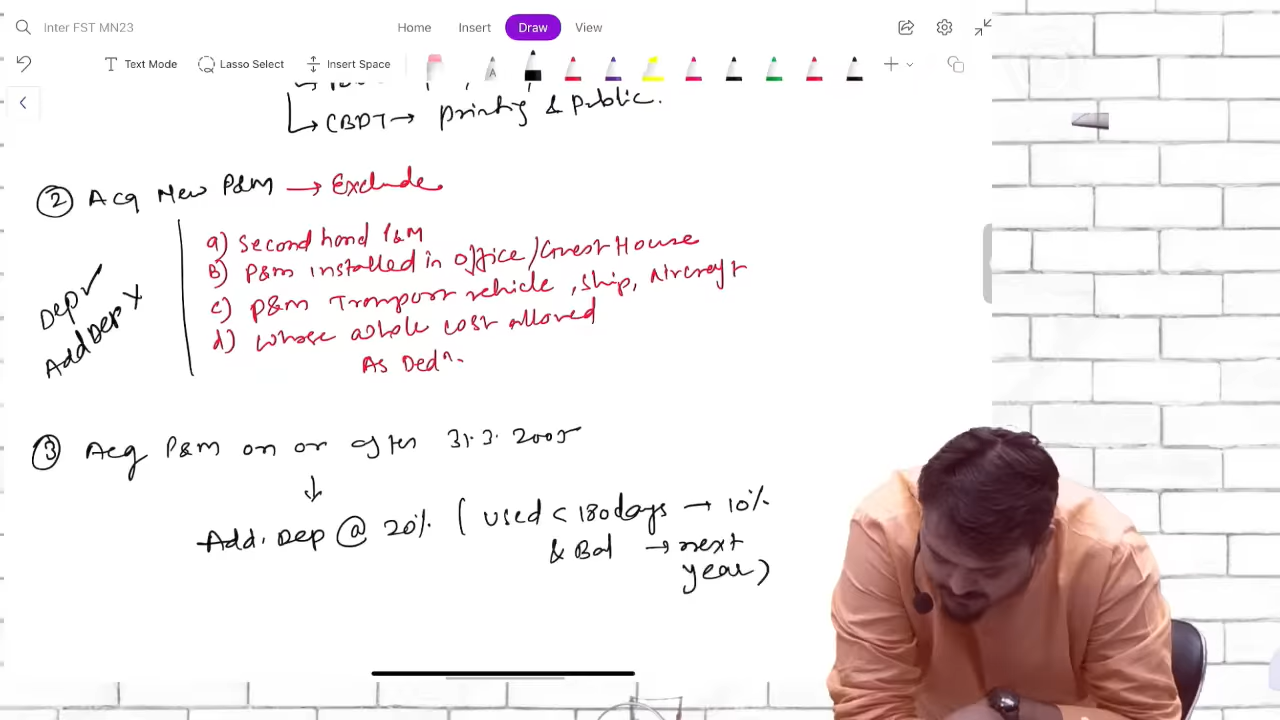 Inter FST MN23
Home Insert Draw View
Text Mode Lasso Select Insert Space
CBDT → Printing & Public.
② Acq New P&M → Exclude
a) Second hand P&M
b) P&M installed in office/Guest House
c) P&M Transport vehicle, Ship, Aircraft
d) whose whole cost allowed
As Dedn.
Dep ✓
Add Dep X
③ Acq P&M on or after 31.3.2005
↓
Add. Dep @ 20% ( used < 180 days → 10%
& Bal → next
year)